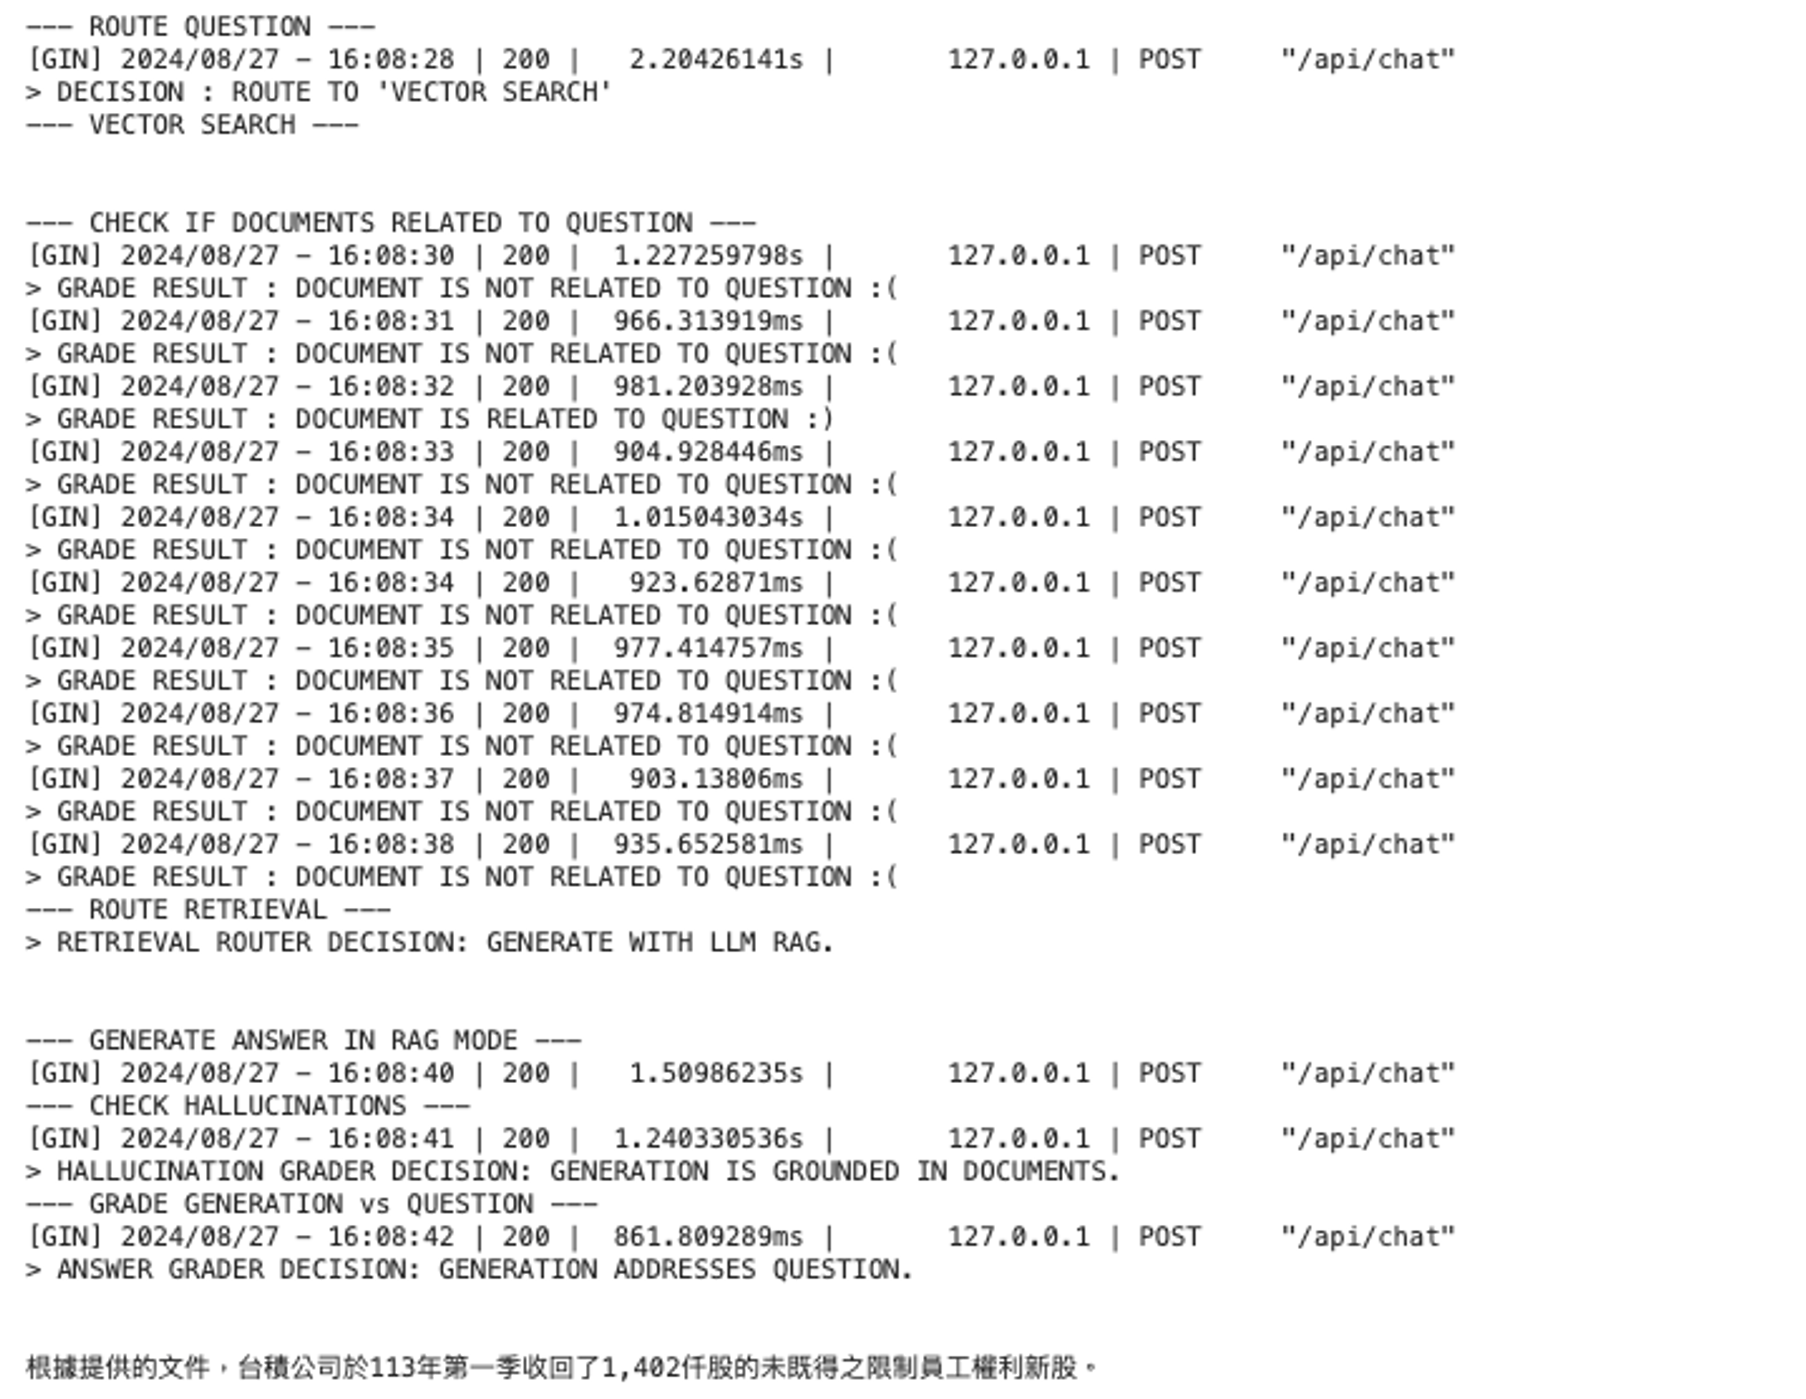 --- ROUTE QUESTION ---
[GIN] 2024/08/27 - 16:08:28 | 200 |   2.20426141s |       127.0.0.1 | POST     "/api/chat"
> DECISION : ROUTE TO 'VECTOR SEARCH'
--- VECTOR SEARCH ---
--- CHECK IF DOCUMENTS RELATED TO QUESTION ---
[GIN] 2024/08/27 - 16:08:30 | 200 |  1.227259798s |       127.0.0.1 | POST     "/api/chat"
> GRADE RESULT : DOCUMENT IS NOT RELATED TO QUESTION :(
[GIN] 2024/08/27 - 16:08:31 | 200 |  966.313919ms |       127.0.0.1 | POST     "/api/chat"
> GRADE RESULT : DOCUMENT IS NOT RELATED TO QUESTION :(
[GIN] 2024/08/27 - 16:08:32 | 200 |  981.203928ms |       127.0.0.1 | POST     "/api/chat"
> GRADE RESULT : DOCUMENT IS RELATED TO QUESTION :)
[GIN] 2024/08/27 - 16:08:33 | 200 |  904.928446ms |       127.0.0.1 | POST     "/api/chat"
> GRADE RESULT : DOCUMENT IS NOT RELATED TO QUESTION :(
[GIN] 2024/08/27 - 16:08:34 | 200 |  1.015043034s |       127.0.0.1 | POST     "/api/chat"
> GRADE RESULT : DOCUMENT IS NOT RELATED TO QUESTION :(
[GIN] 2024/08/27 - 16:08:34 | 200 |   923.62871ms |       127.0.0.1 | POST     "/api/chat"
> GRADE RESULT : DOCUMENT IS NOT RELATED TO QUESTION :(
[GIN] 2024/08/27 - 16:08:35 | 200 |  977.414757ms |       127.0.0.1 | POST     "/api/chat"
> GRADE RESULT : DOCUMENT IS NOT RELATED TO QUESTION :(
[GIN] 2024/08/27 - 16:08:36 | 200 |  974.814914ms |       127.0.0.1 | POST     "/api/chat"
> GRADE RESULT : DOCUMENT IS NOT RELATED TO QUESTION :(
[GIN] 2024/08/27 - 16:08:37 | 200 |   903.13806ms |       127.0.0.1 | POST     "/api/chat"
> GRADE RESULT : DOCUMENT IS NOT RELATED TO QUESTION :(
[GIN] 2024/08/27 - 16:08:38 | 200 |  935.652581ms |       127.0.0.1 | POST     "/api/chat"
> GRADE RESULT : DOCUMENT IS NOT RELATED TO QUESTION :(
--- ROUTE RETRIEVAL ---
> RETRIEVAL ROUTER DECISION: GENERATE WITH LLM RAG.
--- GENERATE ANSWER IN RAG MODE ---
[GIN] 2024/08/27 - 16:08:40 | 200 |   1.50986235s |       127.0.0.1 | POST     "/api/chat"
--- CHECK HALLUCINATIONS ---
[GIN] 2024/08/27 - 16:08:41 | 200 |  1.240330536s |       127.0.0.1 | POST     "/api/chat"
> HALLUCINATION GRADER DECISION: GENERATION IS GROUNDED IN DOCUMENTS.
--- GRADE GENERATION vs QUESTION ---
[GIN] 2024/08/27 - 16:08:42 | 200 |  861.809289ms |       127.0.0.1 | POST     "/api/chat"
> ANSWER GRADER DECISION: GENERATION ADDRESSES QUESTION.
根據提供的文件，台積公司於113年第一季收回了1,402仟股的未既得之限制員工權利新股。